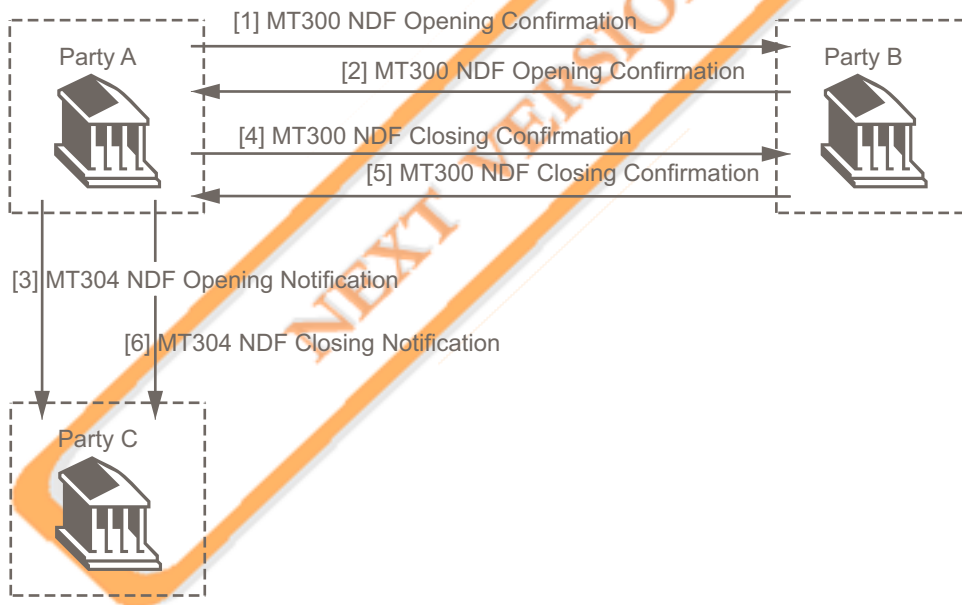 [1] MT300 NDF Opening Confirmation
Party A
Party B
[2] MT300 NDF Opening Confirmation
[4] MT300 NDF Closing Confirmation
[5] MT300 NDF Closing Confirmation
[3] MT304 NDF Opening Notification
[6] MT304 NDF Closing Notification
Party C
NEXT VERSION